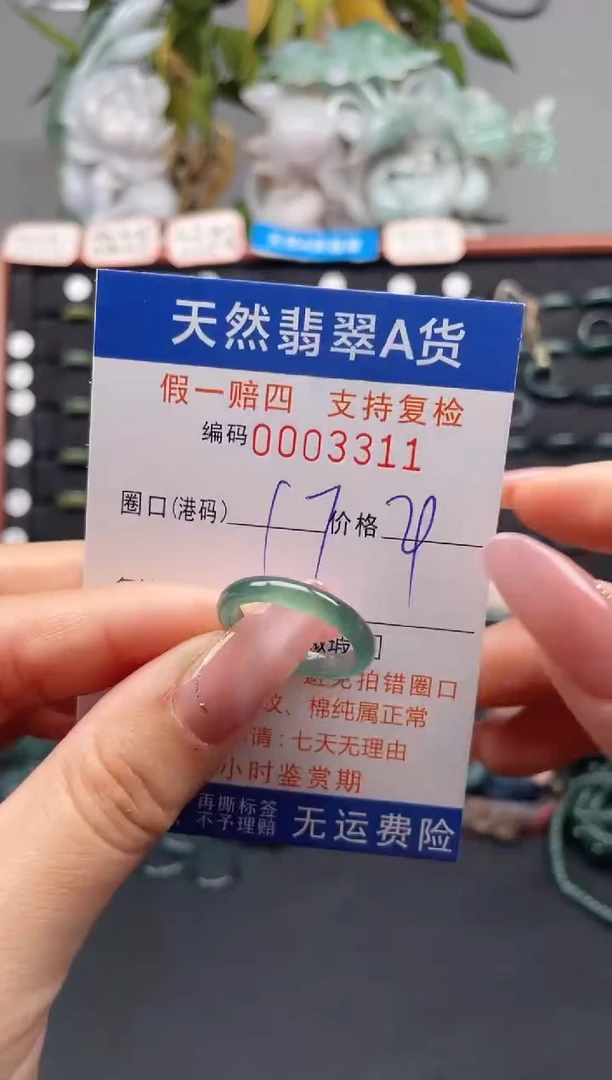 天然翡翠A货
假一赔四 支持复检
编码0003311
圈口(港码) 17 价格
避免拍错圈口
纹、棉纯属正常
请:七天无理由
小时鉴赏期
再撕标签
不予理赔
无运费险